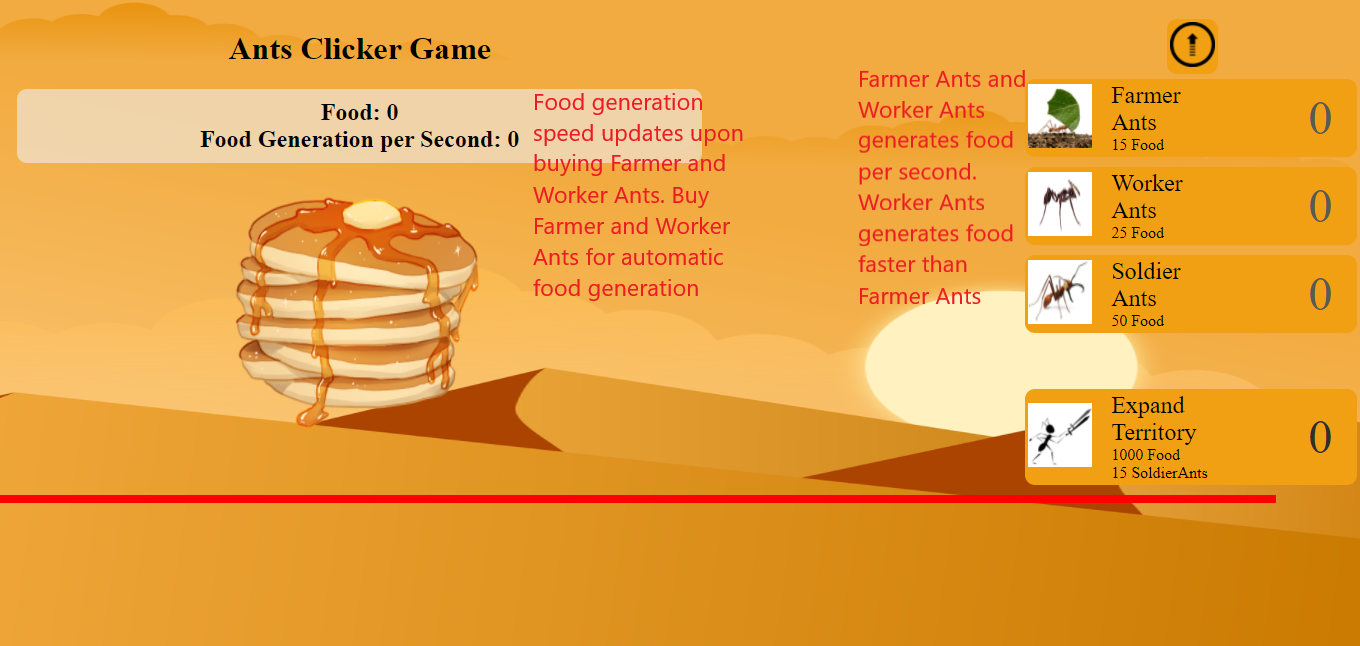 Ants Clicker Game
Food: 0
Food Generation per Second: 0
Food generation
speed updates upon
buying Farmer and
Worker Ants. Buy
Farmer and Worker
Ants for automatic
food generation
Farmer Ants and
Worker Ants
generates food
per second.
Worker Ants
generates food
faster than
Farmer Ants
Farmer
Ants
15 Food
0
Worker
Ants
25 Food
0
Soldier
Ants
50 Food
0
Expand
Territory
1000 Food
15 SoldierAnts
0